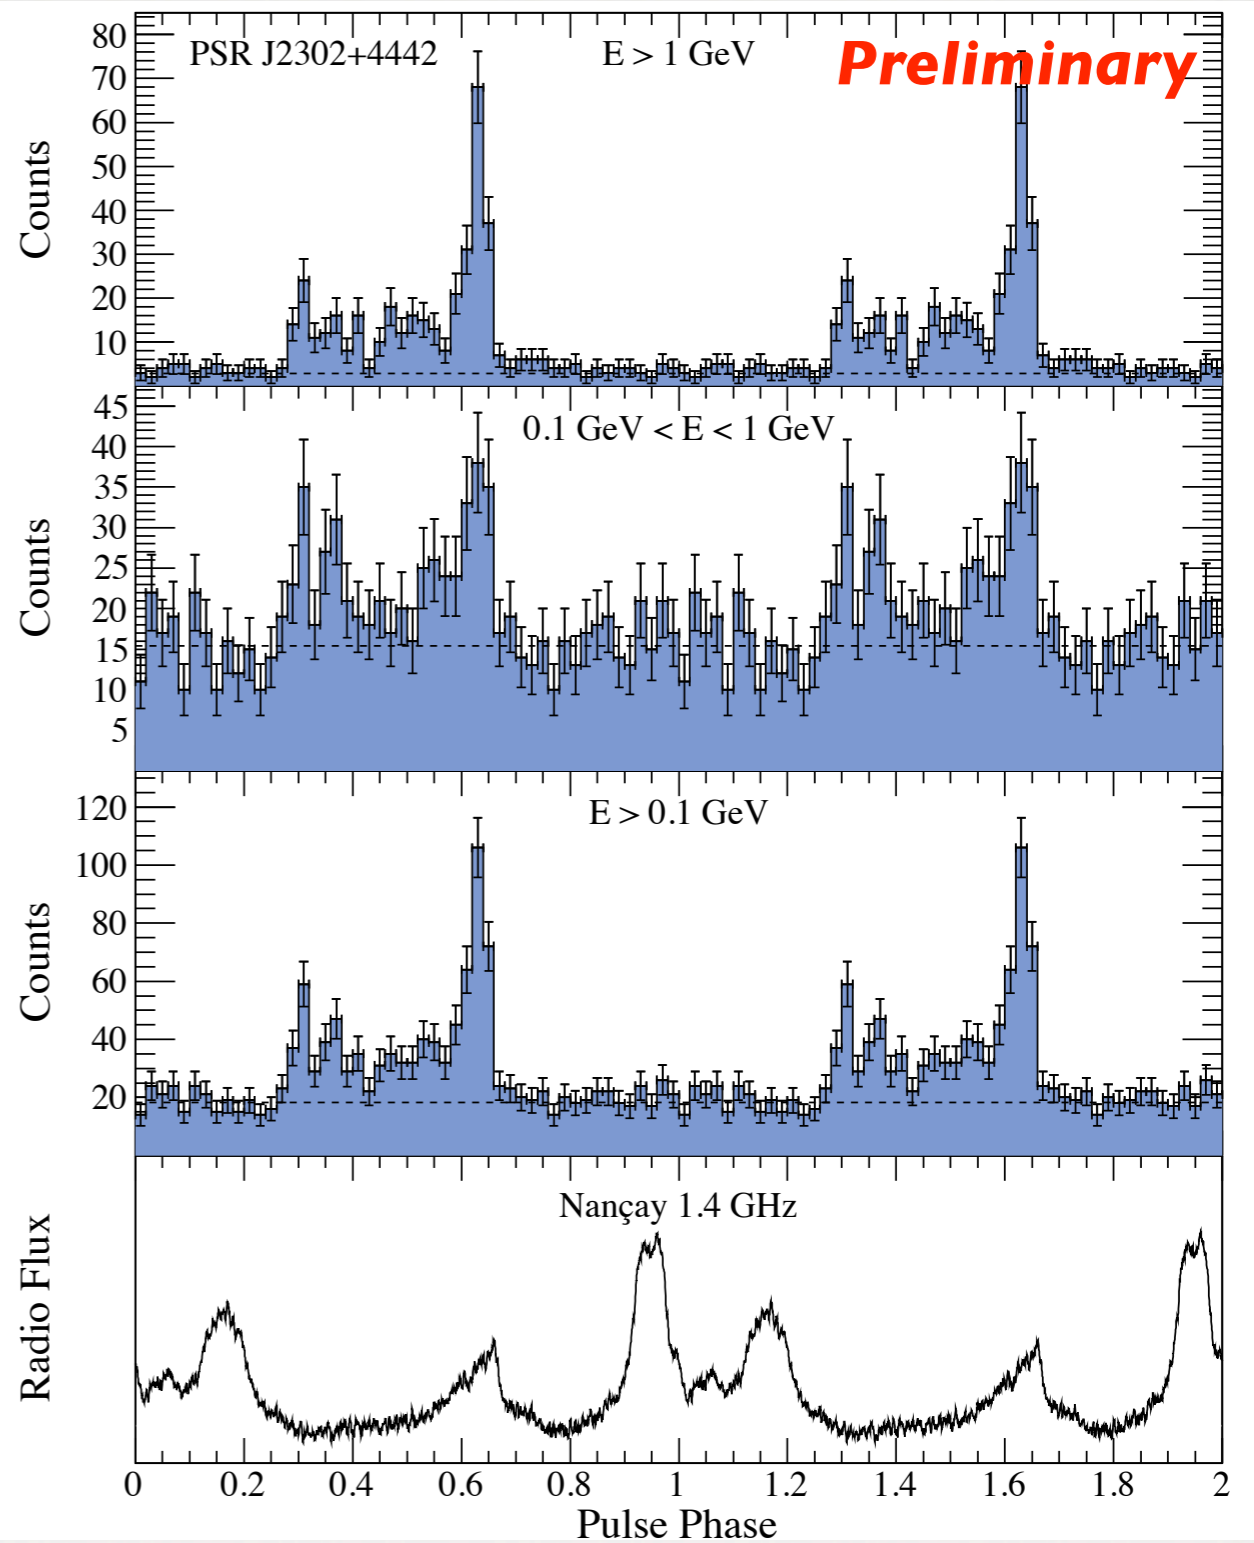 PSR J2302+4442
E > 1 GeV
Preliminary
Counts
80
70
60
50
40
30
20
10
0.1 GeV < E < 1 GeV
Counts
45
40
35
30
25
20
15
10
5
E > 0.1 GeV
Counts
120
100
80
60
40
20
Nançay 1.4 GHz
Radio Flux
0 0.2 0.4 0.6 0.8 1 1.2 1.4 1.6 1.8 2
Pulse Phase